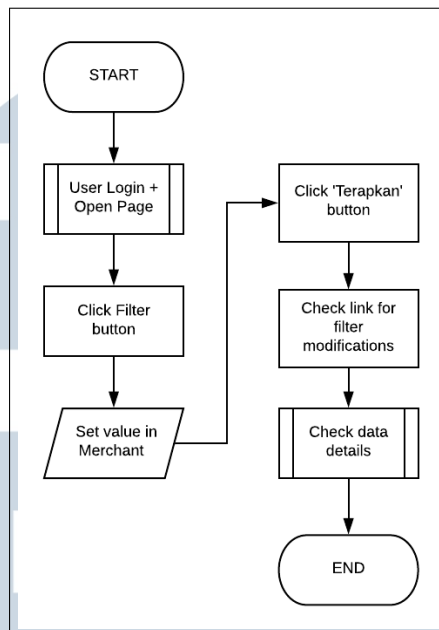 START
User Login +
Open Page
Click Filter
button
Set value in
Merchant
Click 'Terapkan'
button
Check link for
filter
modifications
Check data
details
END